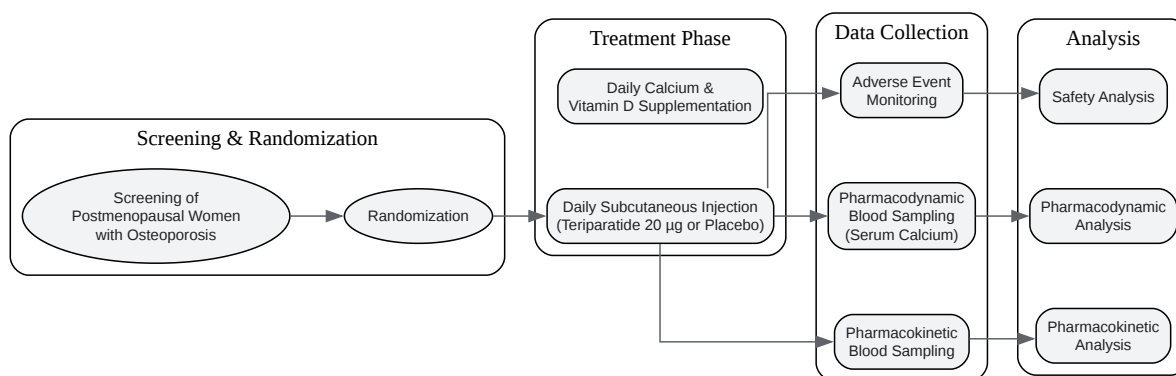 Screening & Randomization
Screening of
Postmenopausal Women
with Osteoporosis
Randomization
Treatment Phase
Daily Calcium &
Vitamin D Supplementation
Daily Subcutaneous Injection
(Teriparatide 20 µg or Placebo)
Data Collection
Adverse Event
Monitoring
Pharmacodynamic
Blood Sampling
(Serum Calcium)
Pharmacokinetic
Blood Sampling
Analysis
Safety Analysis
Pharmacodynamic
Analysis
Pharmacokinetic
Analysis